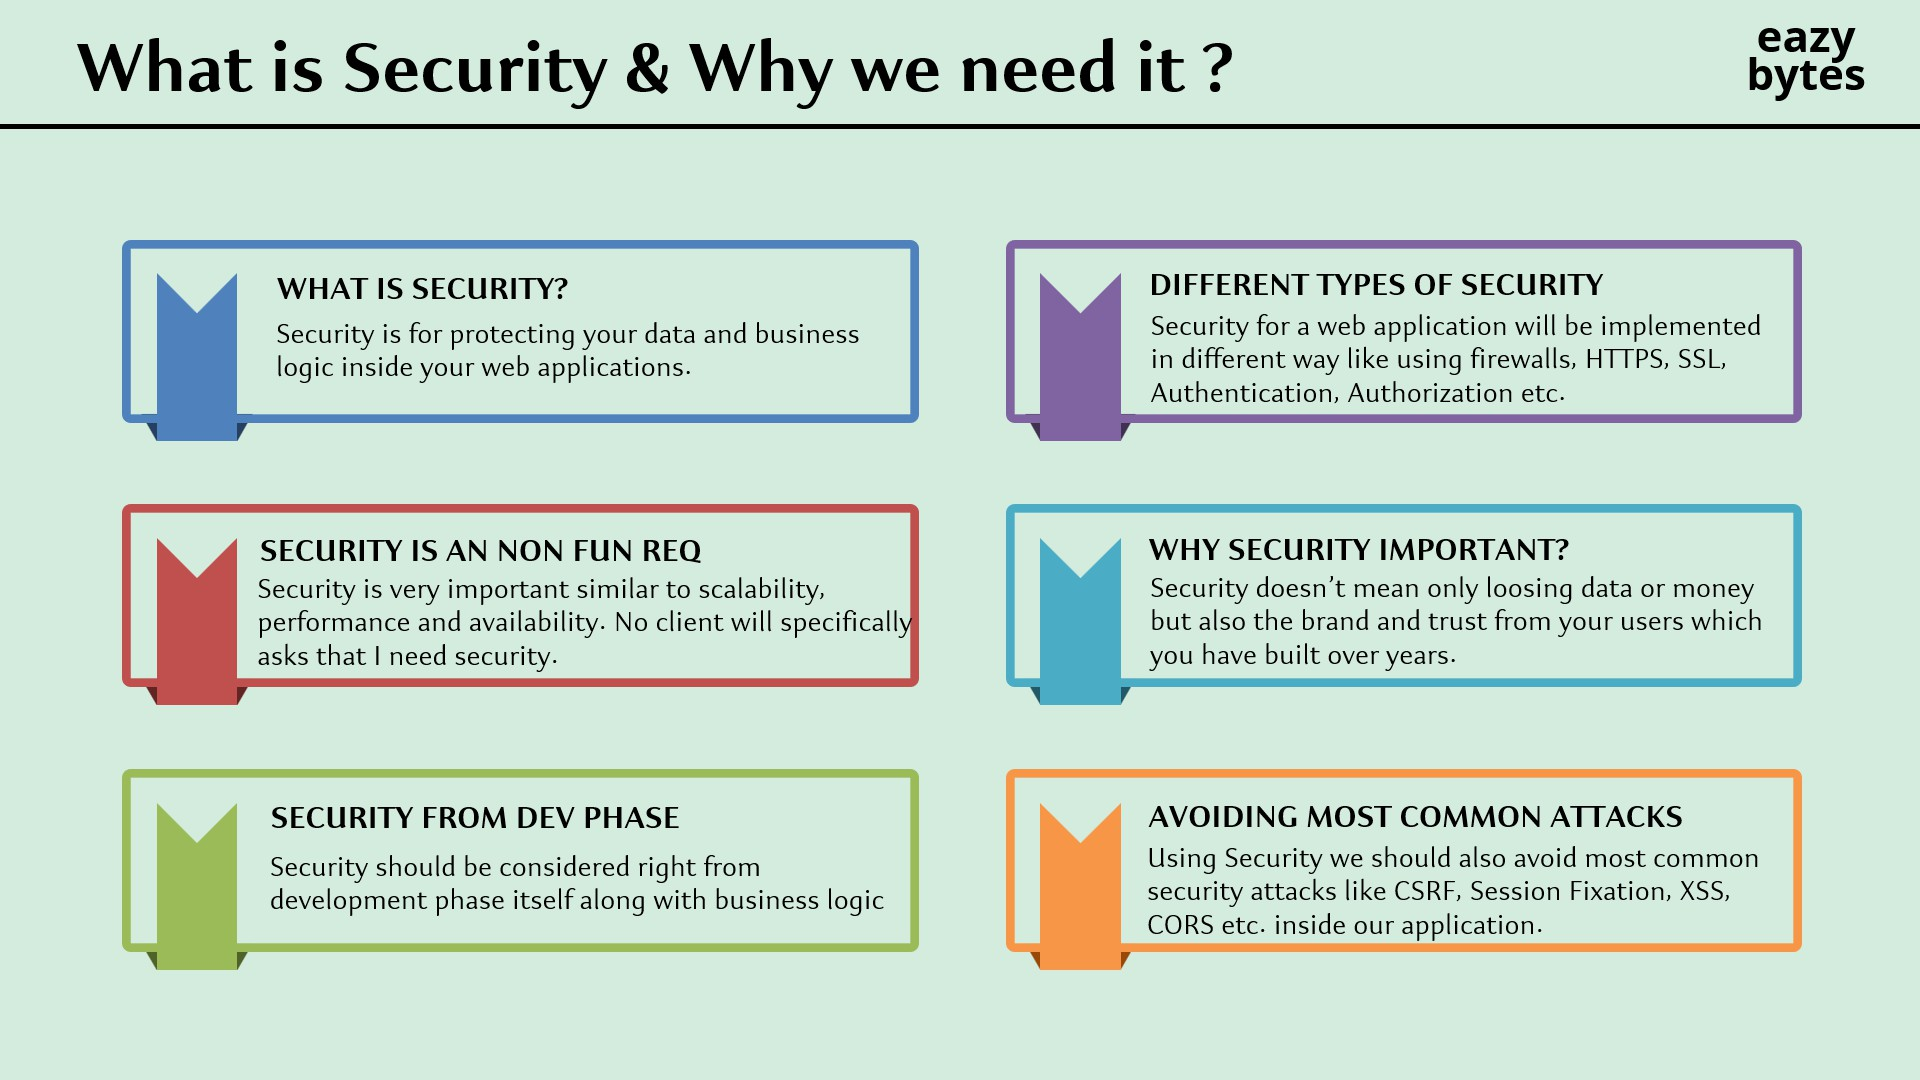 What is Security & Why we need it ?
eazy
bytes
WHAT IS SECURITY?
Security is for protecting your data and business
logic inside your web applications.
DIFFERENT TYPES OF SECURITY
Security for a web application will be implemented
in different way like using firewalls, HTTPS, SSL,
Authentication, Authorization etc.
SECURITY IS AN NON FUN REQ
Security is very important similar to scalability,
performance and availability. No client will specifically
asks that I need security.
WHY SECURITY IMPORTANT?
Security doesn’t mean only loosing data or money
but also the brand and trust from your users which
you have built over years.
SECURITY FROM DEV PHASE
Security should be considered right from
development phase itself along with business logic
AVOIDING MOST COMMON ATTACKS
Using Security we should also avoid most common
security attacks like CSRF, Session Fixation, XSS,
CORS etc. inside our application.